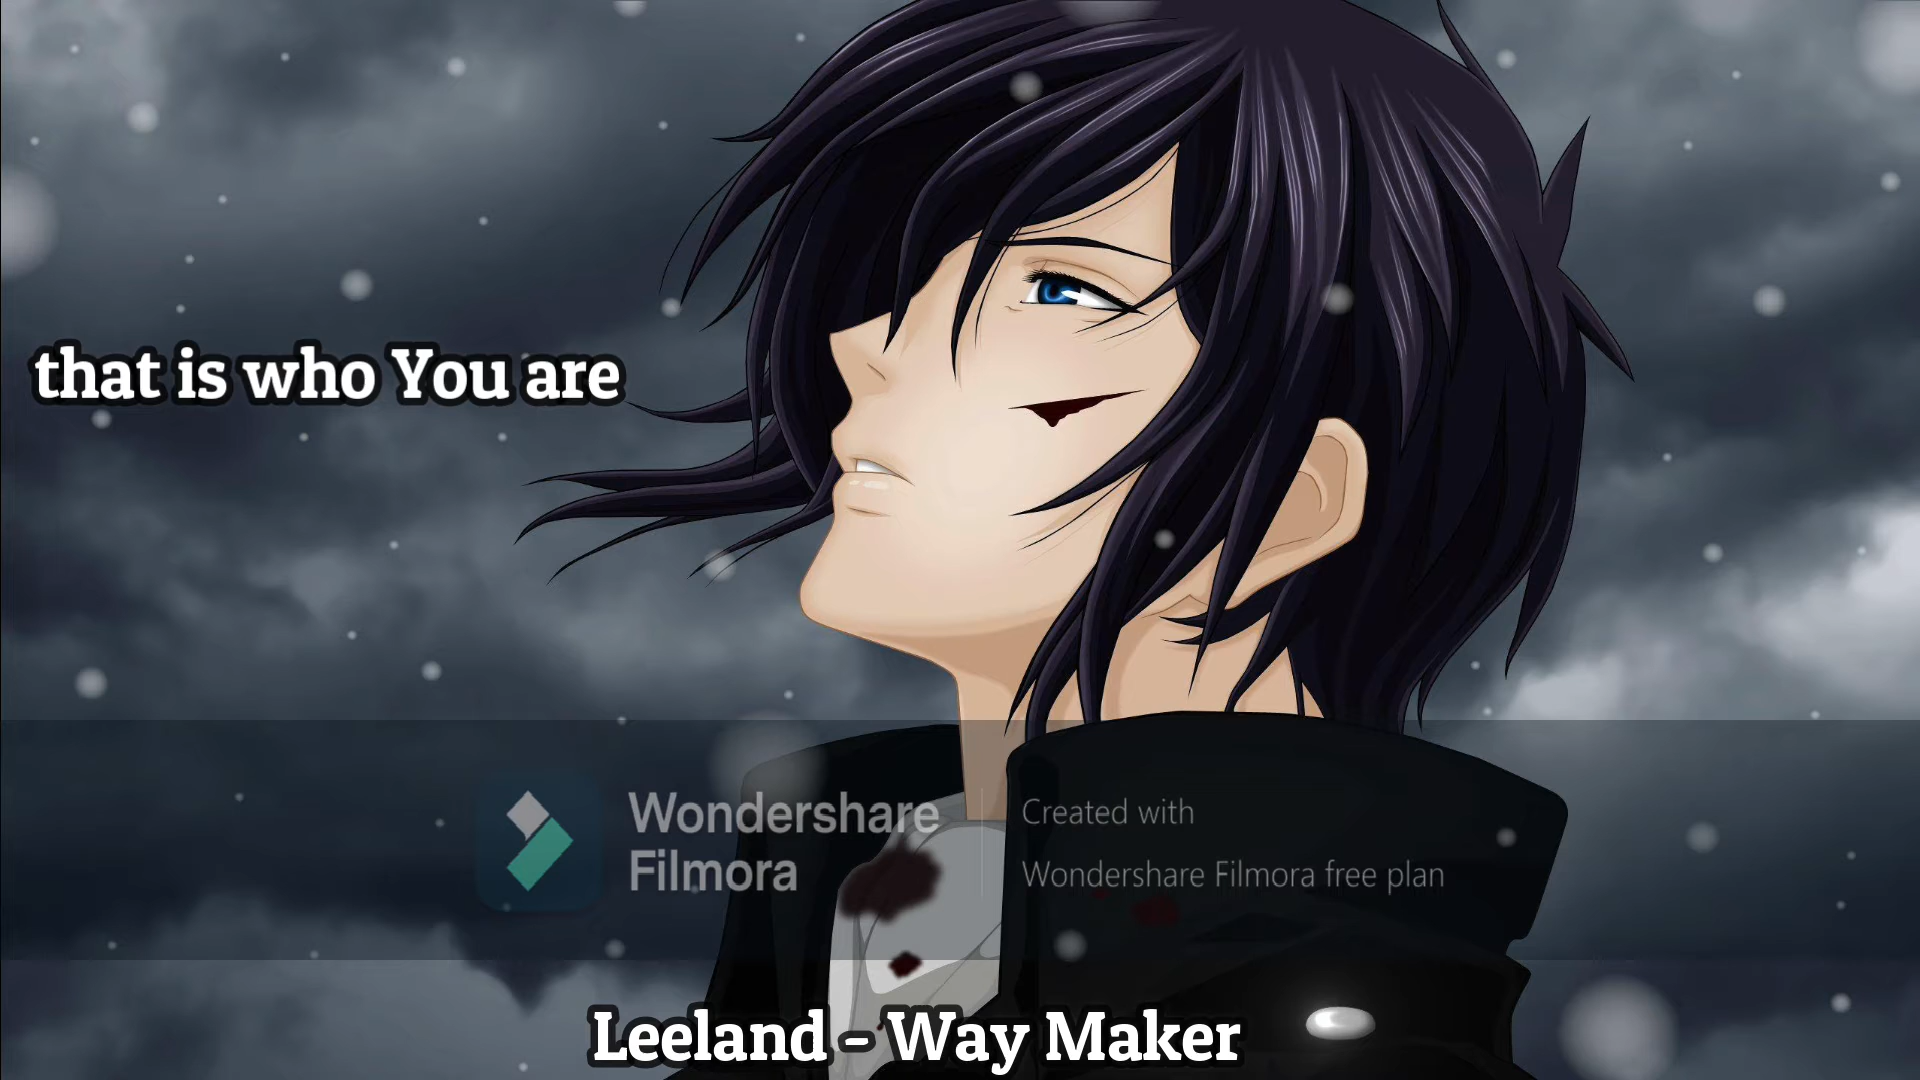 that is who You are
Wondershare
Filmora
Created with
Wondershare Filmora free plan
Leeland - Way Maker